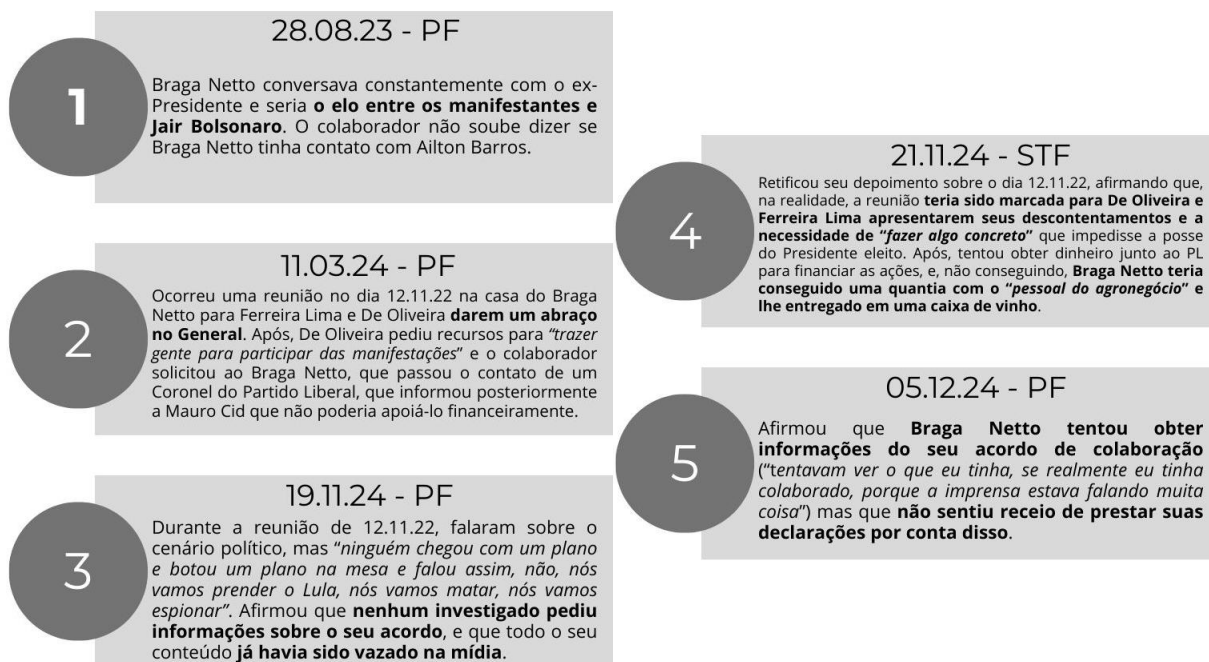 28.08.23 - PF
1
Braga Netto conversava constantemente com o ex-
Presidente e seria o elo entre os manifestantes e
Jair Bolsonaro. O colaborador não soube dizer se
Braga Netto tinha contato com Ailton Barros.
11.03.24 - PF
2
Ocorreu uma reunião no dia 12.11.22 na casa do Braga
Netto para Ferreira Lima e De Oliveira darem um abraço
no General. Após, De Oliveira pediu recursos para “trazer
gente para participar das manifestações” e o colaborador
solicitou ao Braga Netto, que passou o contato de um
Coronel do Partido Liberal, que informou posteriormente
a Mauro Cid que não poderia apoiá-lo financeiramente.
19.11.24 - PF
3
Durante a reunião de 12.11.22, falaram sobre o
cenário político, mas “ninguém chegou com um plano
e botou um plano na mesa e falou assim, não, nós
vamos prender o Lula, nós vamos matar, nós vamos
espionar”. Afirmou que nenhum investigado pediu
informações sobre o seu acordo, e que todo o seu
conteúdo já havia sido vazado na mídia.
21.11.24 - STF
4
Retificou seu depoimento sobre o dia 12.11.22, afirmando que,
na realidade, a reunião teria sido marcada para De Oliveira e
Ferreira Lima apresentarem seus descontentamentos e a
necessidade de “fazer algo concreto” que impedisse a posse
do Presidente eleito. Após, tentou obter dinheiro junto ao PL
para financiar as ações, e, não conseguindo, Braga Netto teria
conseguido uma quantia com o “pessoal do agronegócio” e
lhe entregado em uma caixa de vinho.
05.12.24 - PF
5
Afirmou que Braga Netto tentou obter
informações do seu acordo de colaboração
(“tentavam ver o que eu tinha, se realmente eu tinha
colaborado, porque a imprensa estava falando muita
coisa”) mas que não sentiu receio de prestar suas
declarações por conta disso.